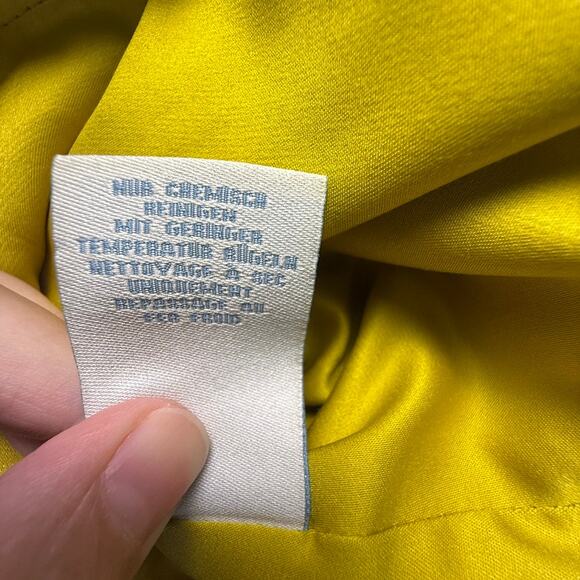 NUR CHEMISCH
REINIGEN
MIT GERINGER
TEMPERATUR BÜGELN
NETTOYAGE A SEC
UNIQUEMENT
REPASSAGE AU
FER FROID